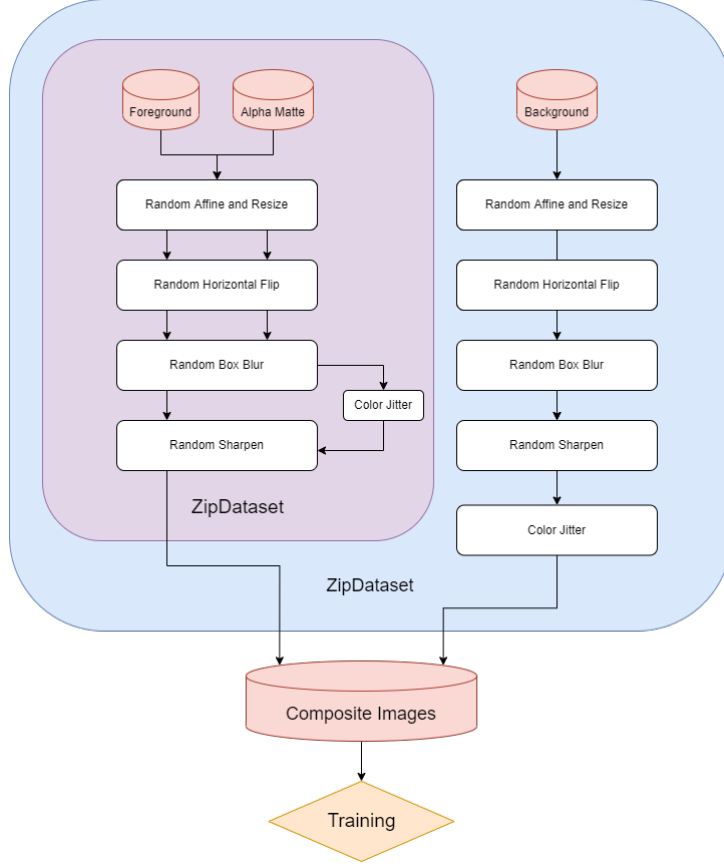 Foreground
Alpha Matte
Background
Random Affine and Resize
Random Affine and Resize
Random Horizontal Flip
Random Horizontal Flip
Random Box Blur
Random Box Blur
Color Jitter
Random Sharpen
Random Sharpen
ZipDataset
Color Jitter
ZipDataset
Composite Images
Training